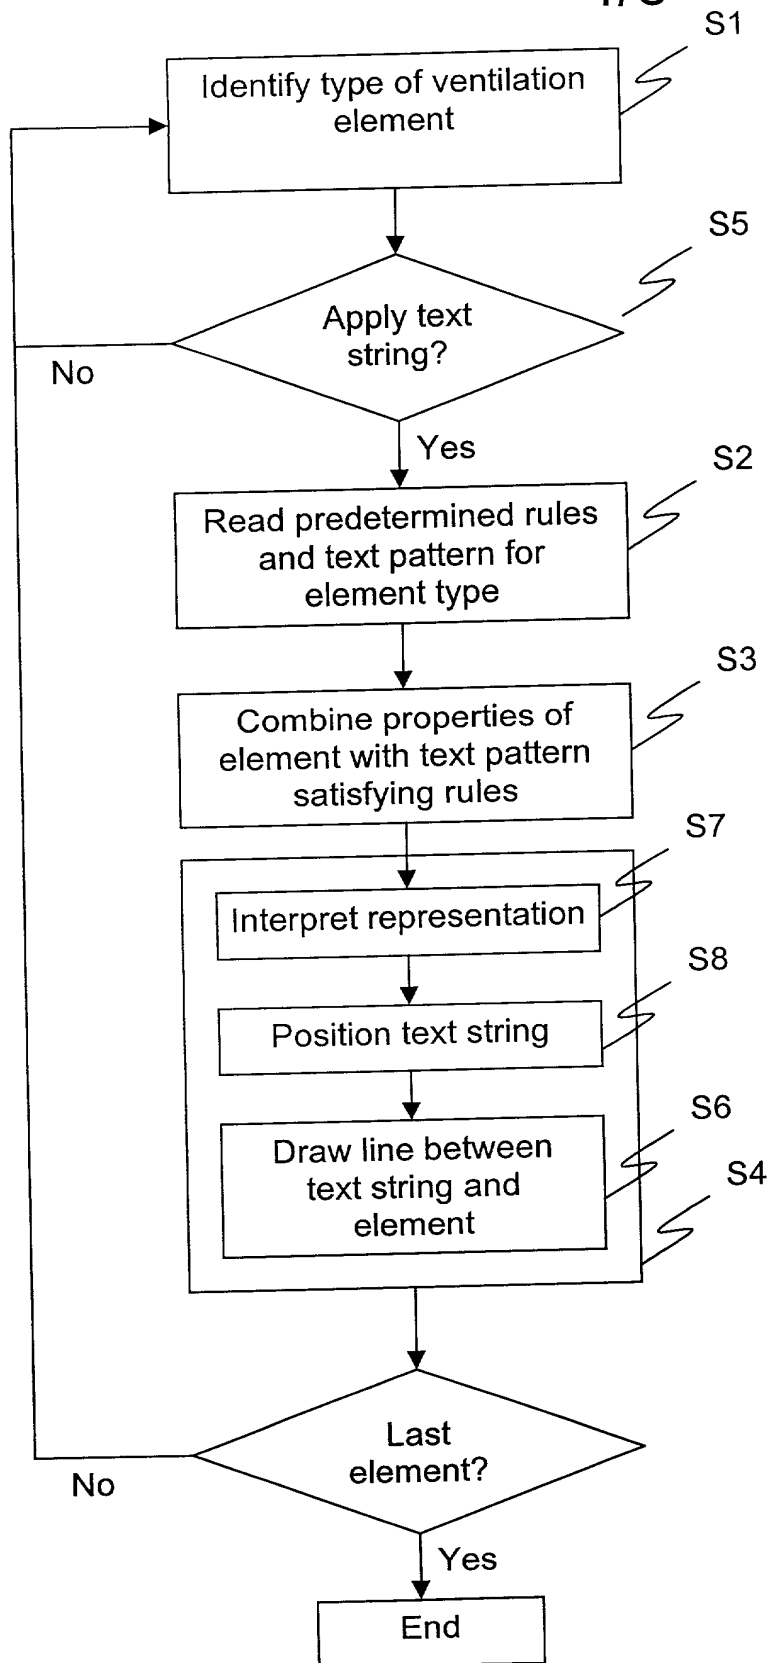 S1
Identify type of ventilation
element
S5
Apply text
string?
No
Yes
S2
Read predetermined rules
and text pattern for
element type
S3
Combine properties of
element with text pattern
satisfying rules
S7
Interpret representation
S8
Position text string
S6
Draw line between
text string and
element
S4
Last
element?
No
Yes
End